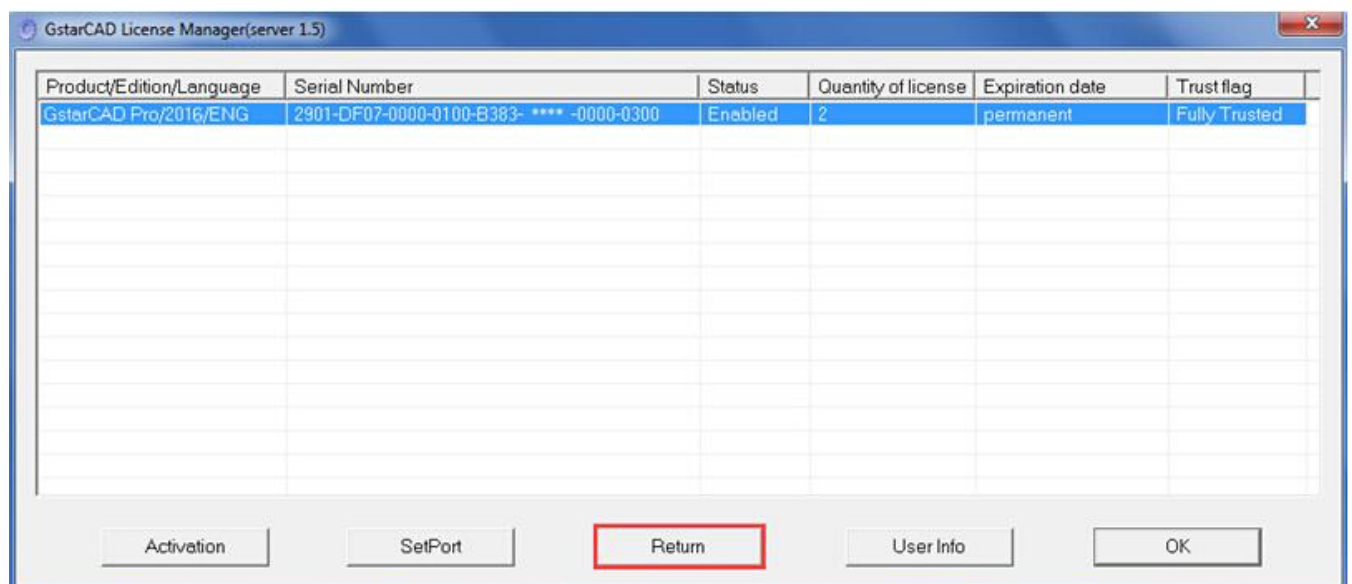 GstarCAD License Manager(server 1.5)
Product/Edition/Language Serial Number Status Quantity of license Expiration date Trust flag
GstarCAD Pro/2016/ENG 2901-DF07-0000-0100-B383- **** -0000-0300 Enabled 2 permanent Fully Trusted
Activation SetPort Return User Info OK